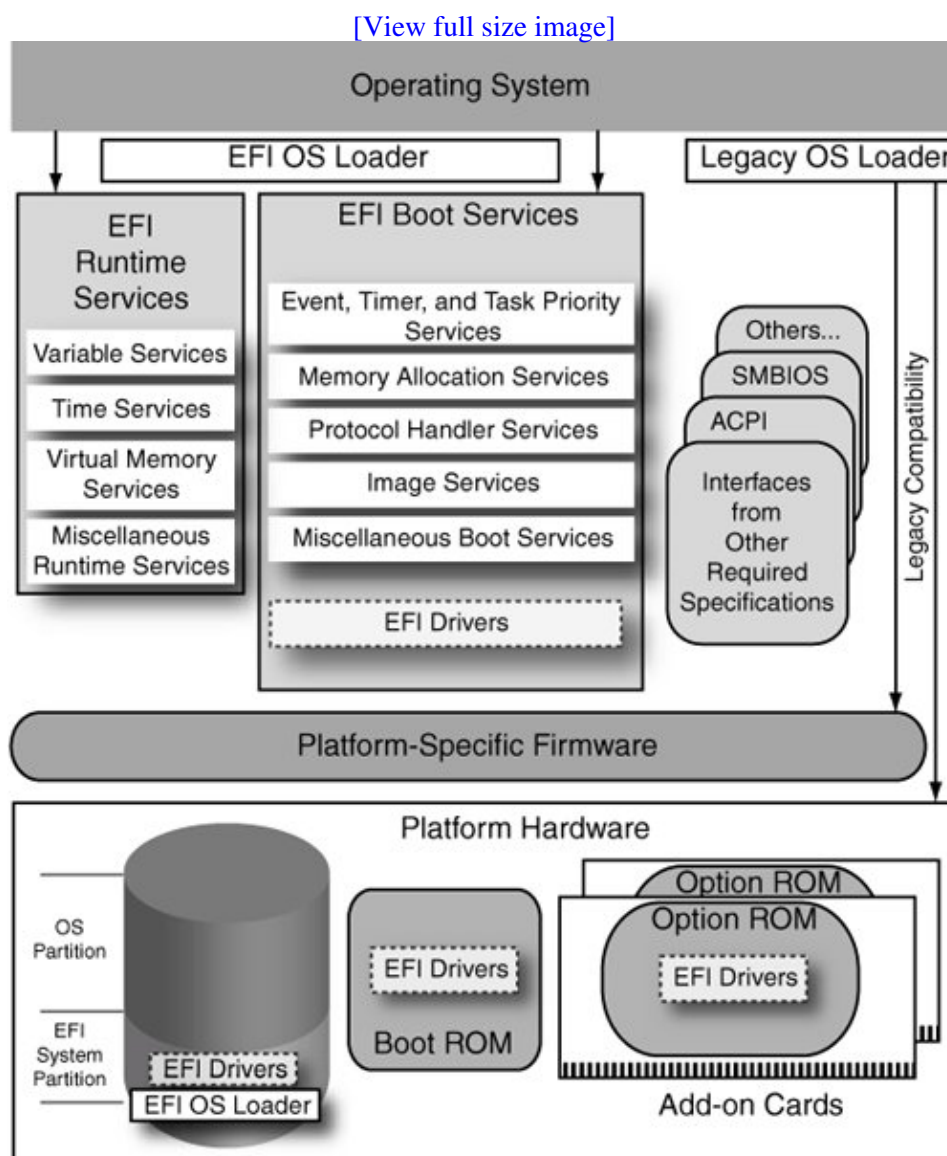 [View full size image]
Operating System
EFI OS Loader
Legacy OS Loader
EFI
Runtime
Services
Variable Services
Time Services
Virtual Memory
Services
Miscellaneous
Runtime Services
EFI Boot Services
Event, Timer, and Task Priority
Services
Memory Allocation Services
Protocol Handler Services
Image Services
Miscellaneous Boot Services
EFI Drivers
Others...
SMBIOS
ACPI
Interfaces
from
Other
Required
Specifications
Legacy Compatibility
Platform-Specific Firmware
Platform Hardware
OS
Partition
EFI
System
Partition
EFI Drivers
EFI OS Loader
EFI Drivers
Boot ROM
Option ROM
Option ROM
EFI Drivers
Add-on Cards